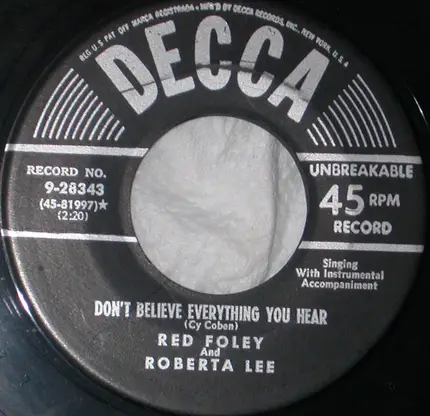 REG. U.S. PAT. OFF. MARCA REGISTRADA • MF'D BY DECCA RECORDS, INC., NEW YORK, U.S.A.
DECCA
RECORD NO.
9-28343
(45-81997)★
(2:20)
UNBREAKABLE
45 RPM
RECORD
Singing
With Instrumental
Accompaniment
DON'T BELIEVE EVERYTHING YOU HEAR
(Cy Coben)
RED FOLEY
And
ROBERTA LEE